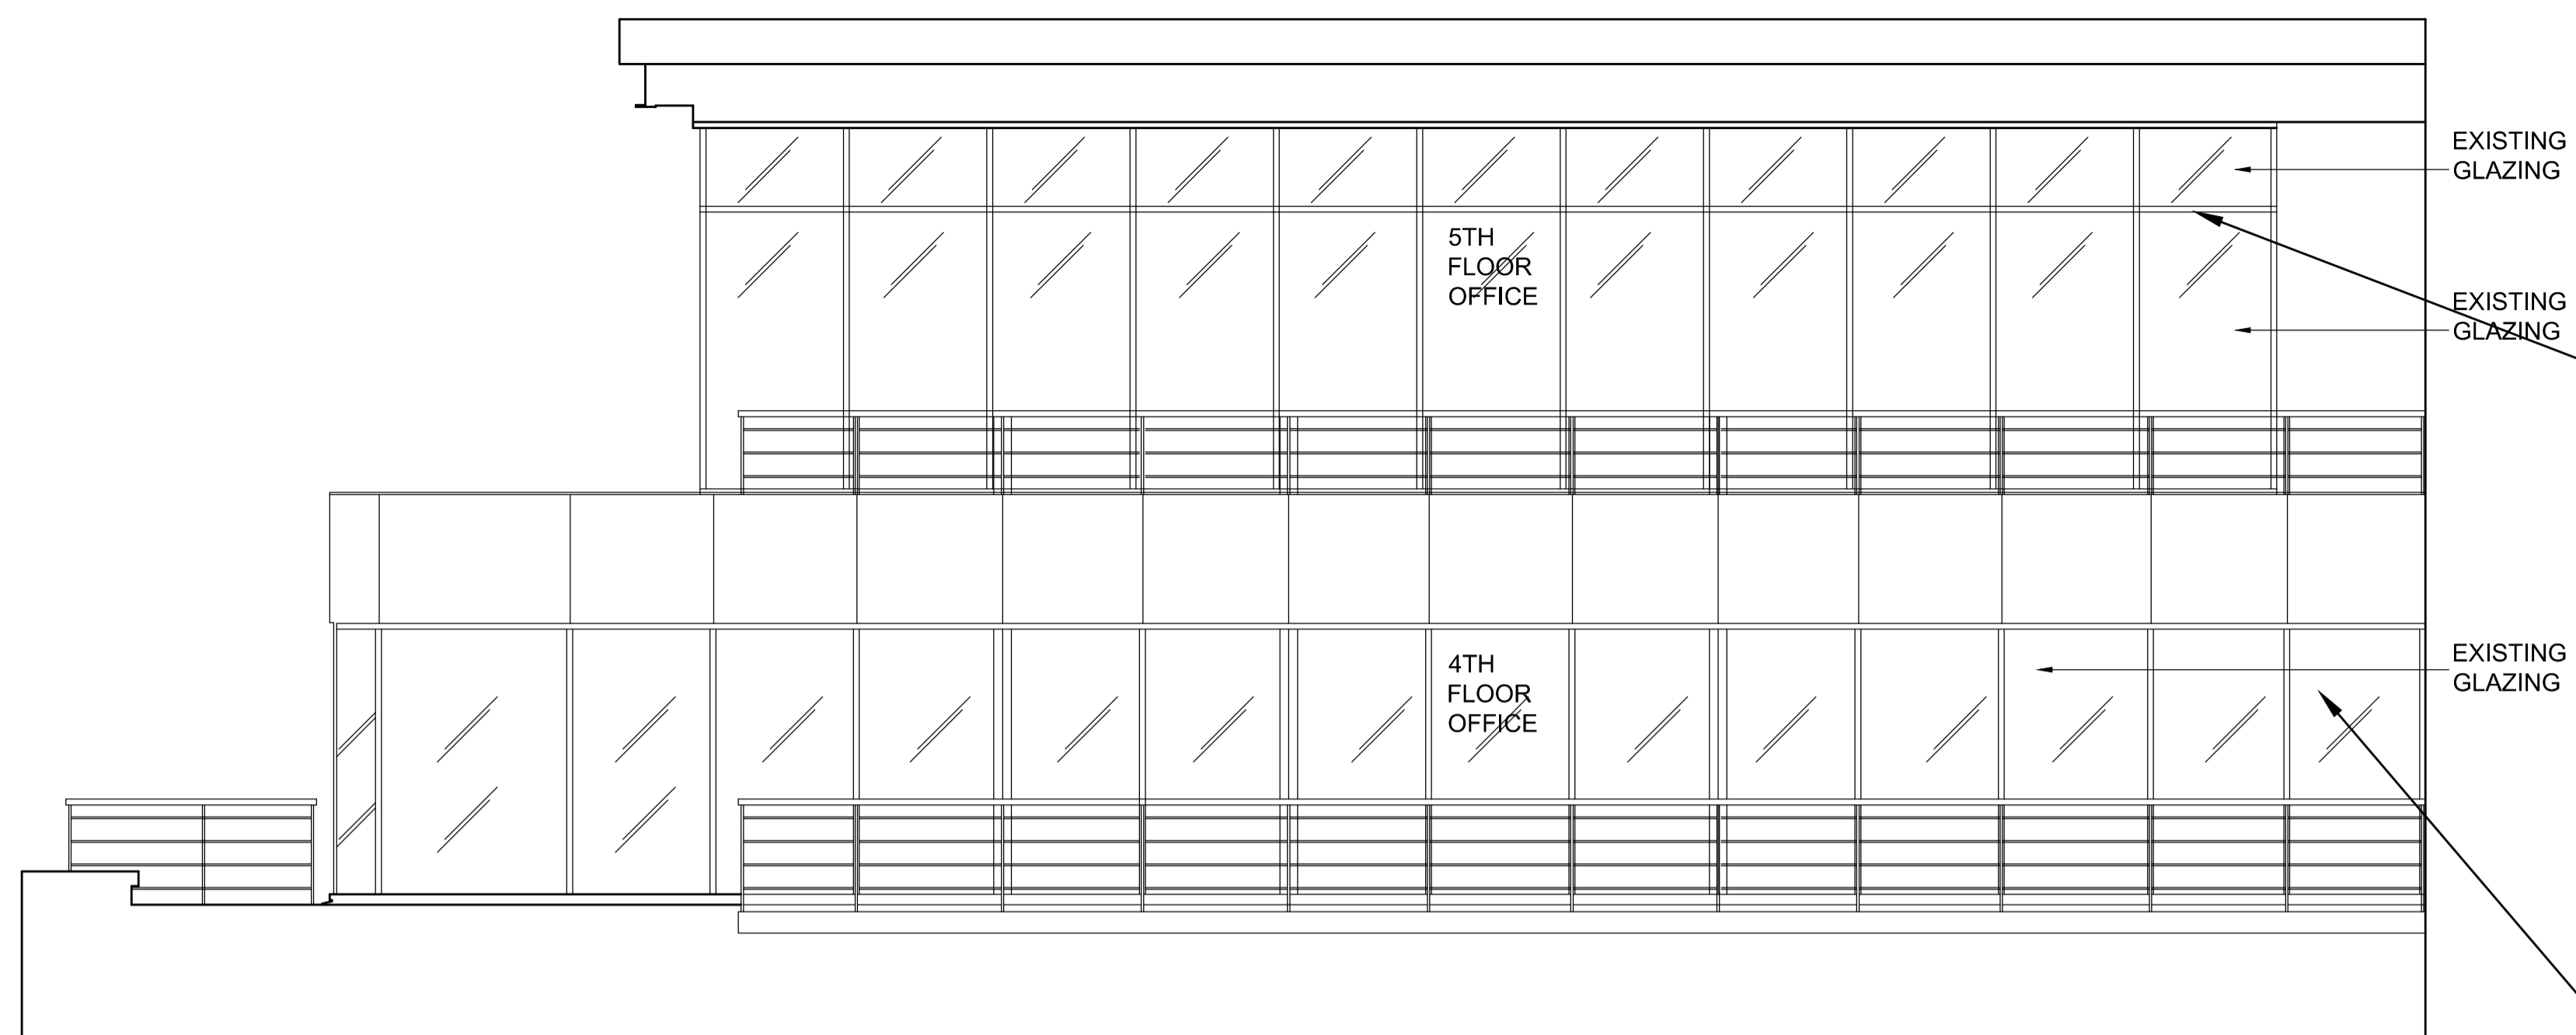 EXISTING
GLAZING
5TH
FLOOR
OFFICE
EXISTING
GLAZING
4TH
FLOOR
OFFICE
EXISTING
GLAZING